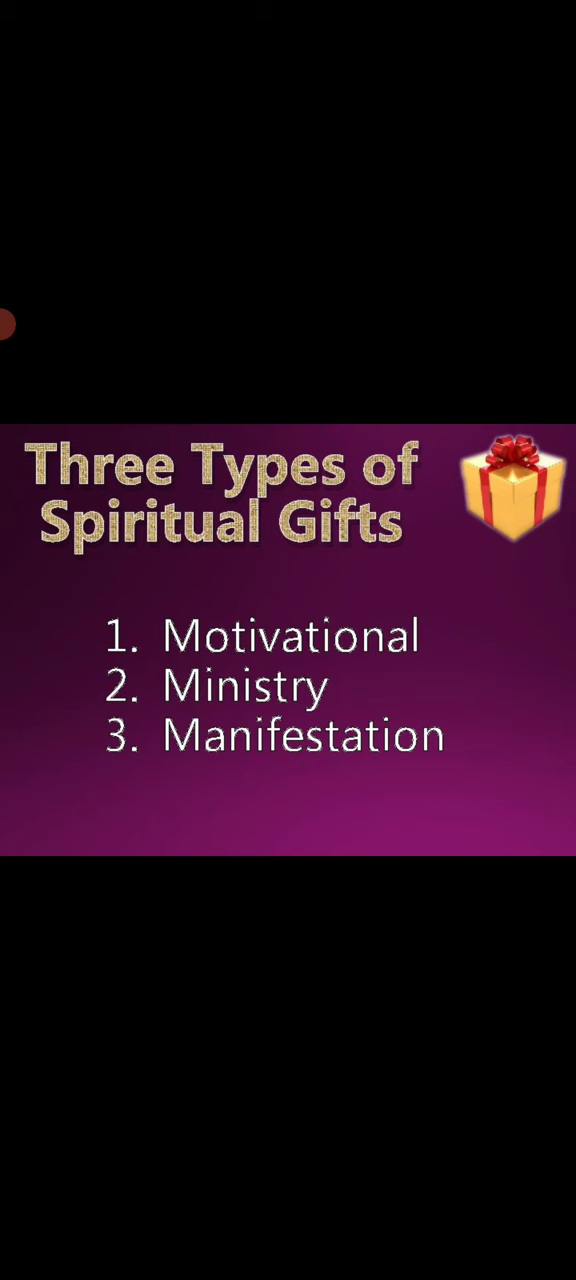 Three Types of
Spiritual Gifts
1. Motivational
2. Ministry
3. Manifestation